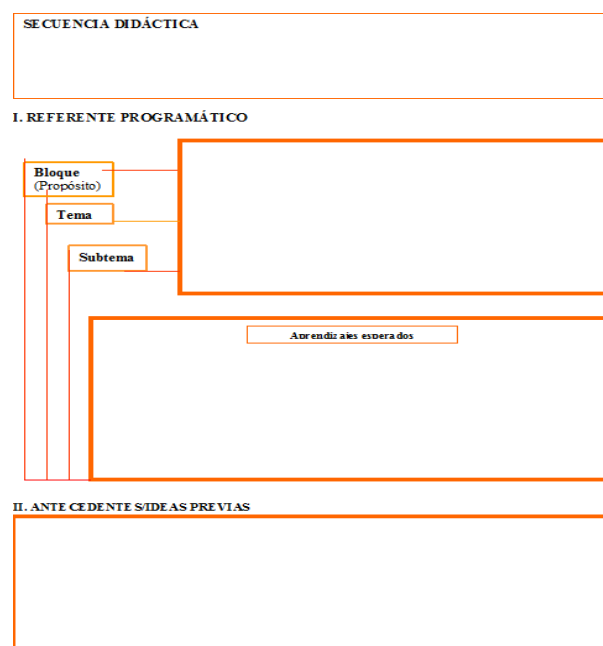 SECUENCIA DIDÁCTICA
I. REFERENTE PROGRAMÁTICO
Bloque
(Propósito)
Tema
Subtema
Aprendizajes esperados
II. ANTECEDENTES/IDEAS PREVIAS